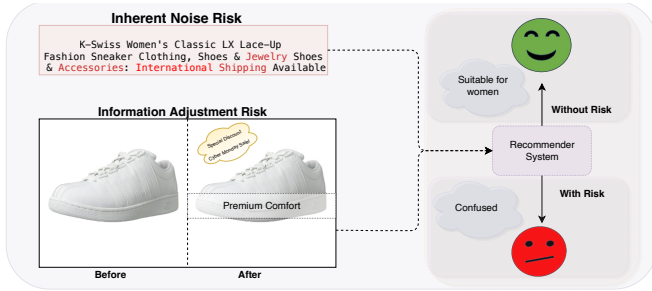 Inherent Noise Risk
K-Swiss Women's Classic LX Lace-Up
Fashion Sneaker Clothing, Shoes & Jewelry Shoes
& Accessories: International Shipping Available
Information Adjustment Risk
Special Discount
Cyber Monday Sale!
Premium Comfort
Before
After
Suitable for
women
Without Risk
Recommender
System
With Risk
Confused